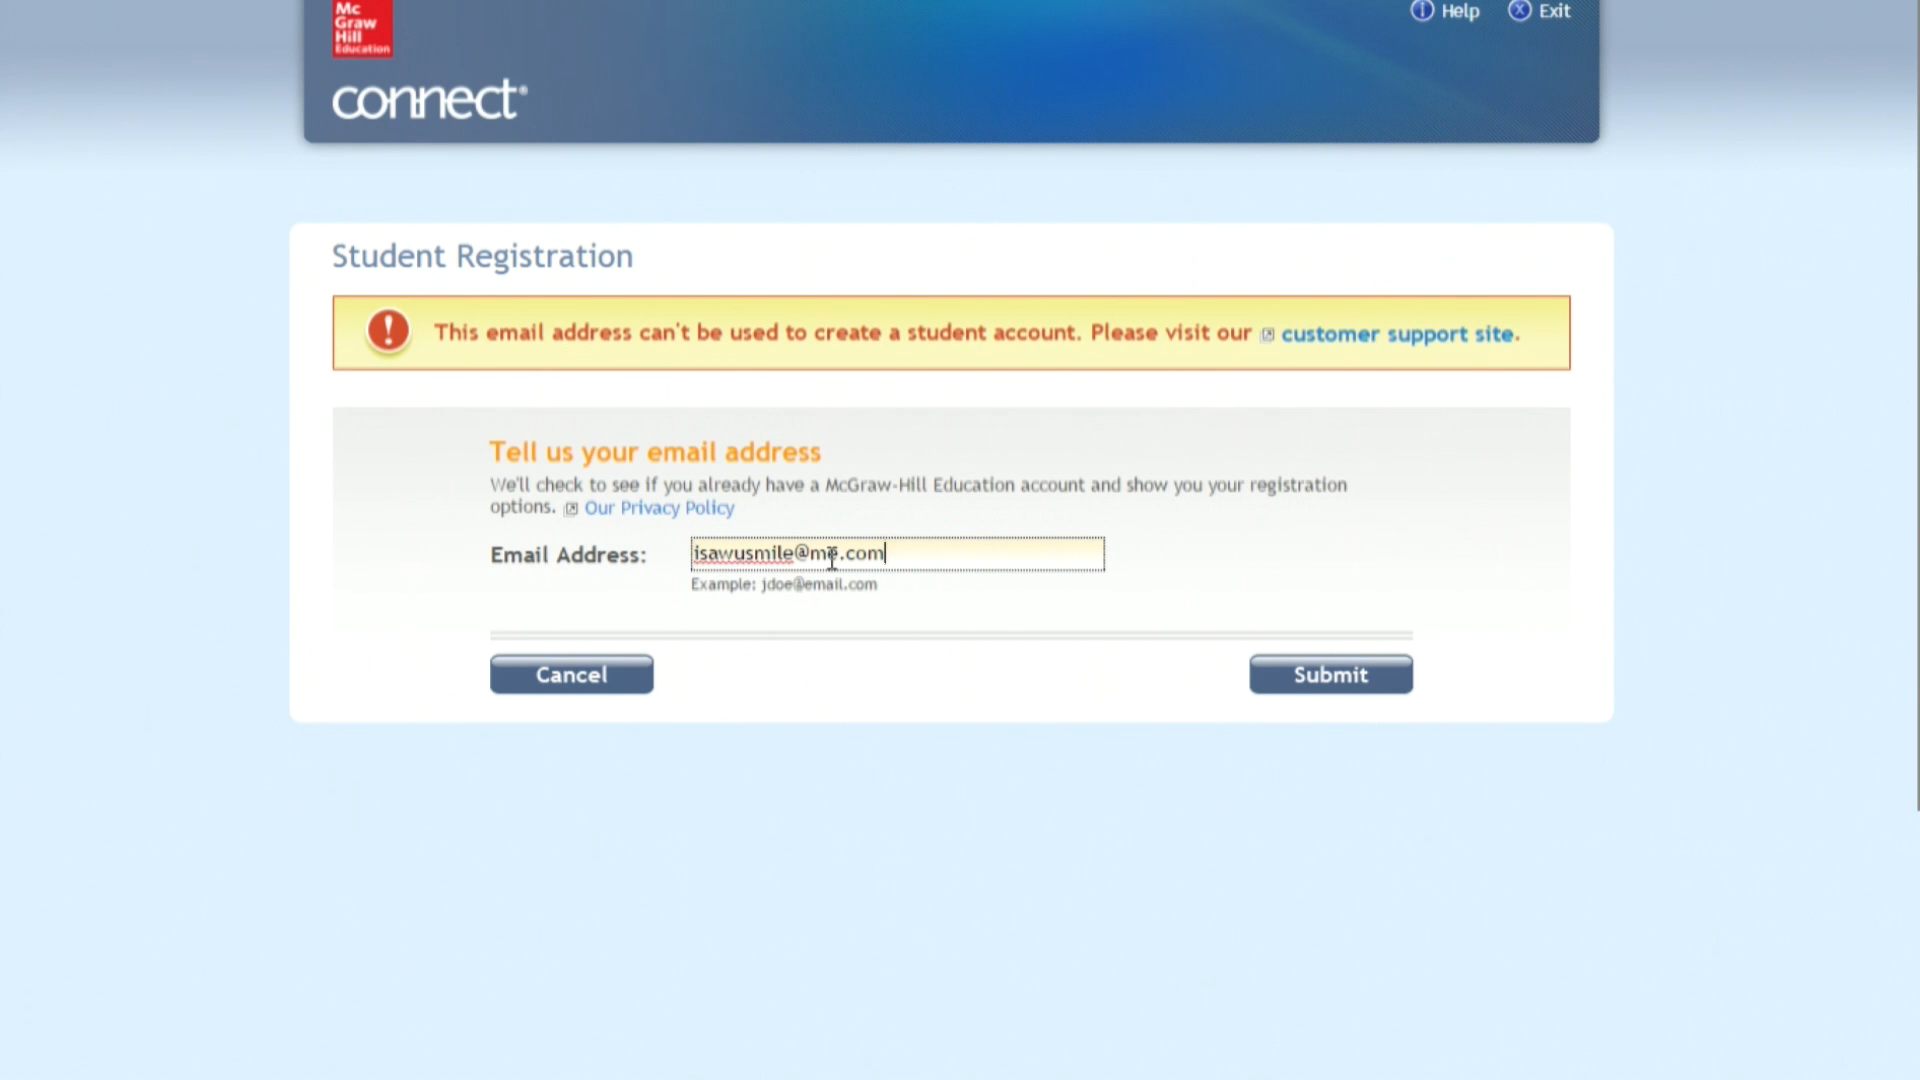 Mc
Graw
Hill
Education
Help
Exit
connect®
Student Registration
This email address can't be used to create a student account. Please visit our customer support site.
Tell us your email address
We'll check to see if you already have a McGraw-Hill Education account and show you your registration
options. Our Privacy Policy
Email Address: isawusmile@me.com
Example: jdoe@email.com
Cancel
Submit